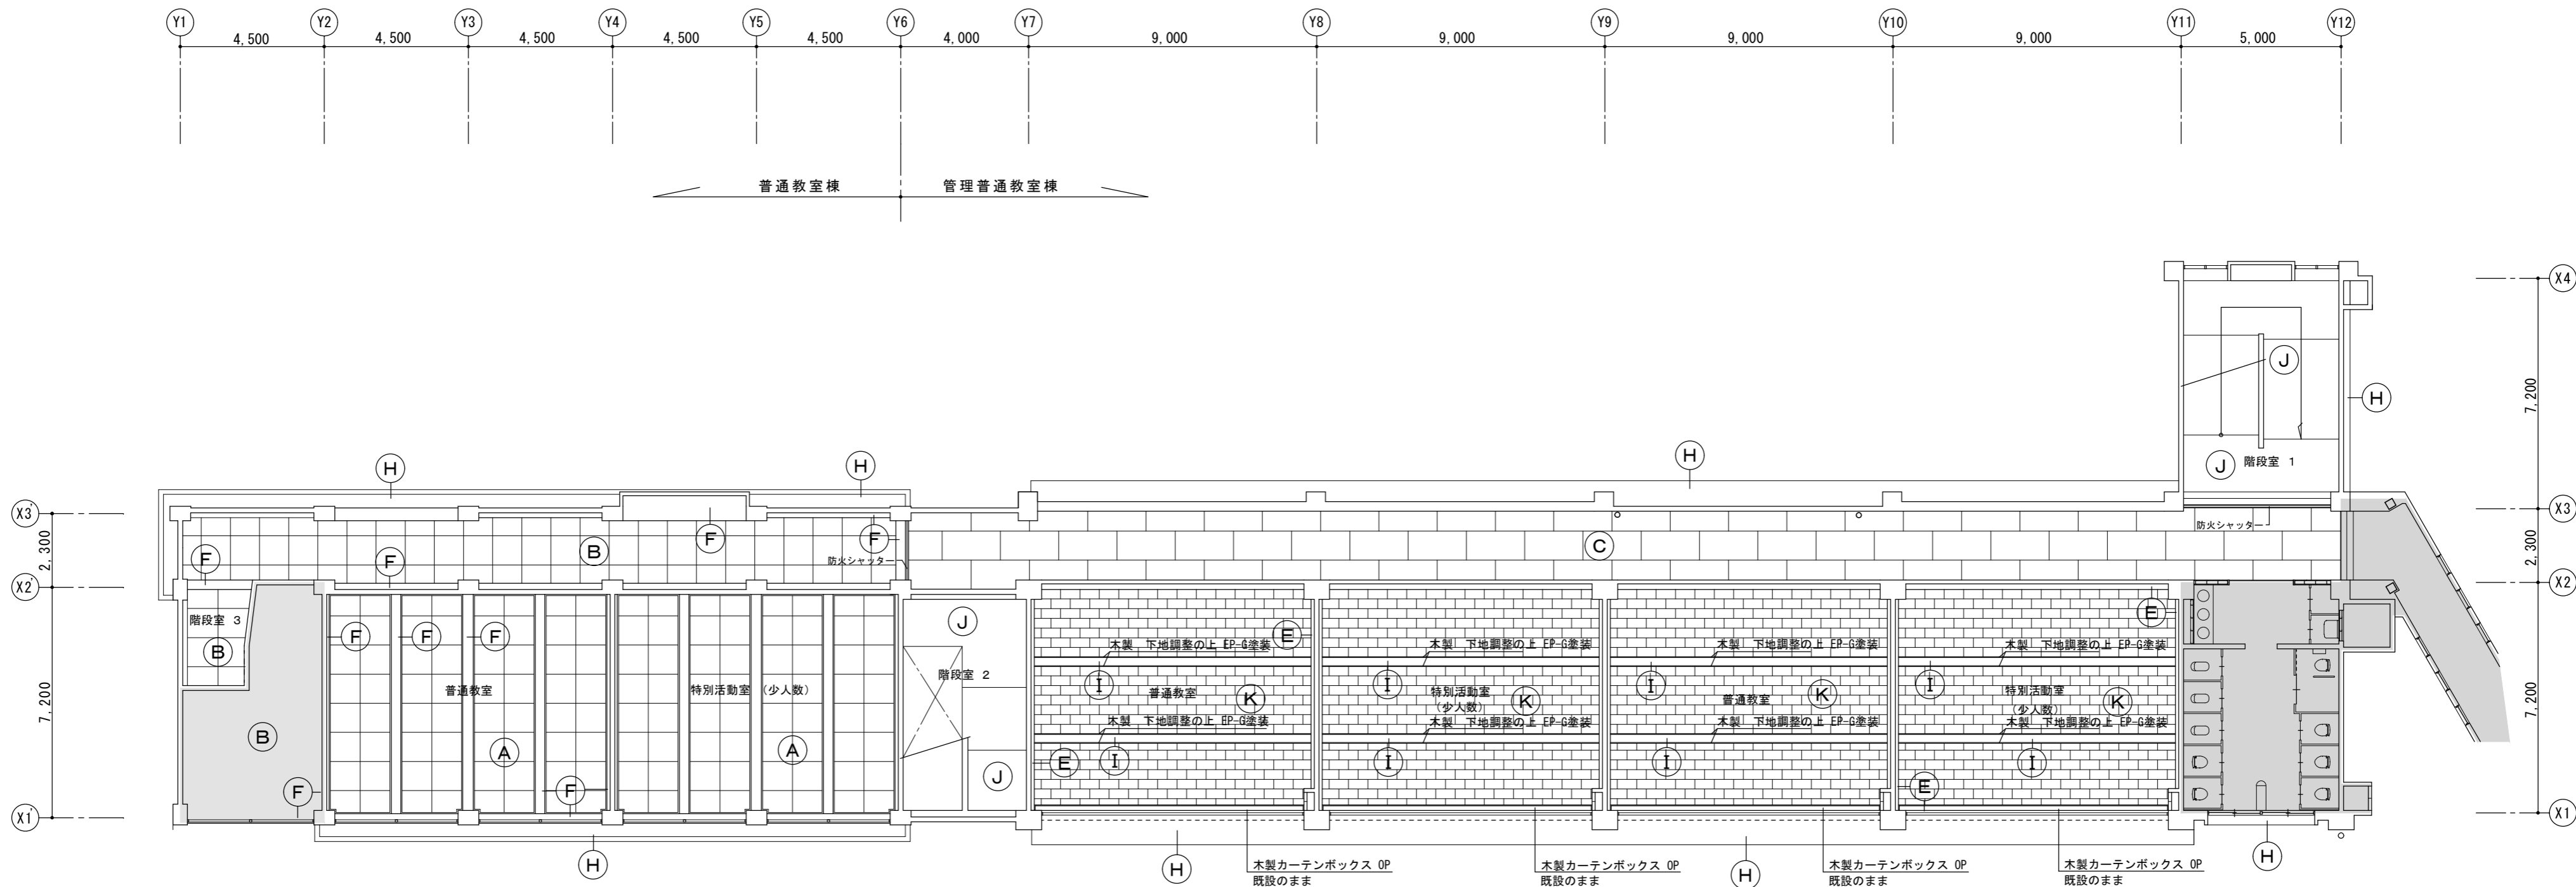 Y1 Y2 Y3 Y4 Y5 Y6 Y7 Y8 Y9 Y10 Y11 Y12
4,500 4,500 4,500 4,500 4,500 4,000 9,000 9,000 9,000 9,000 5,000
普通教室棟 管理普通教室棟
X4
7,200
J
H
J 階段室 1
H H H
X3' X3
F F B F F C
防火シャッター
防火シャッター
2,300 2,300
X2' X2
階段室 3
B
F F F
J
E E
木製 下地調整の上 EP-G塗装 木製 下地調整の上 EP-G塗装 木製 下地調整の上 EP-G塗装 木製 下地調整の上 EP-G塗装
階段室 2
I I I I
普通教室 特別活動室 (少人数)
普通教室 K
特別活動室
(少人数) K
普通教室 K
特別活動室
(少人数) K
7,200 7,200
木製 下地調整の上 EP-G塗装 木製 下地調整の上 EP-G塗装 木製 下地調整の上 EP-G塗装 木製 下地調整の上 EP-G塗装
B A A
J E I I I I
F F E
X1' X1
H H H H
木製カーテンボックス OP
既設のまま
木製カーテンボックス OP
既設のまま
木製カーテンボックス OP
既設のまま
木製カーテンボックス OP
既設のまま